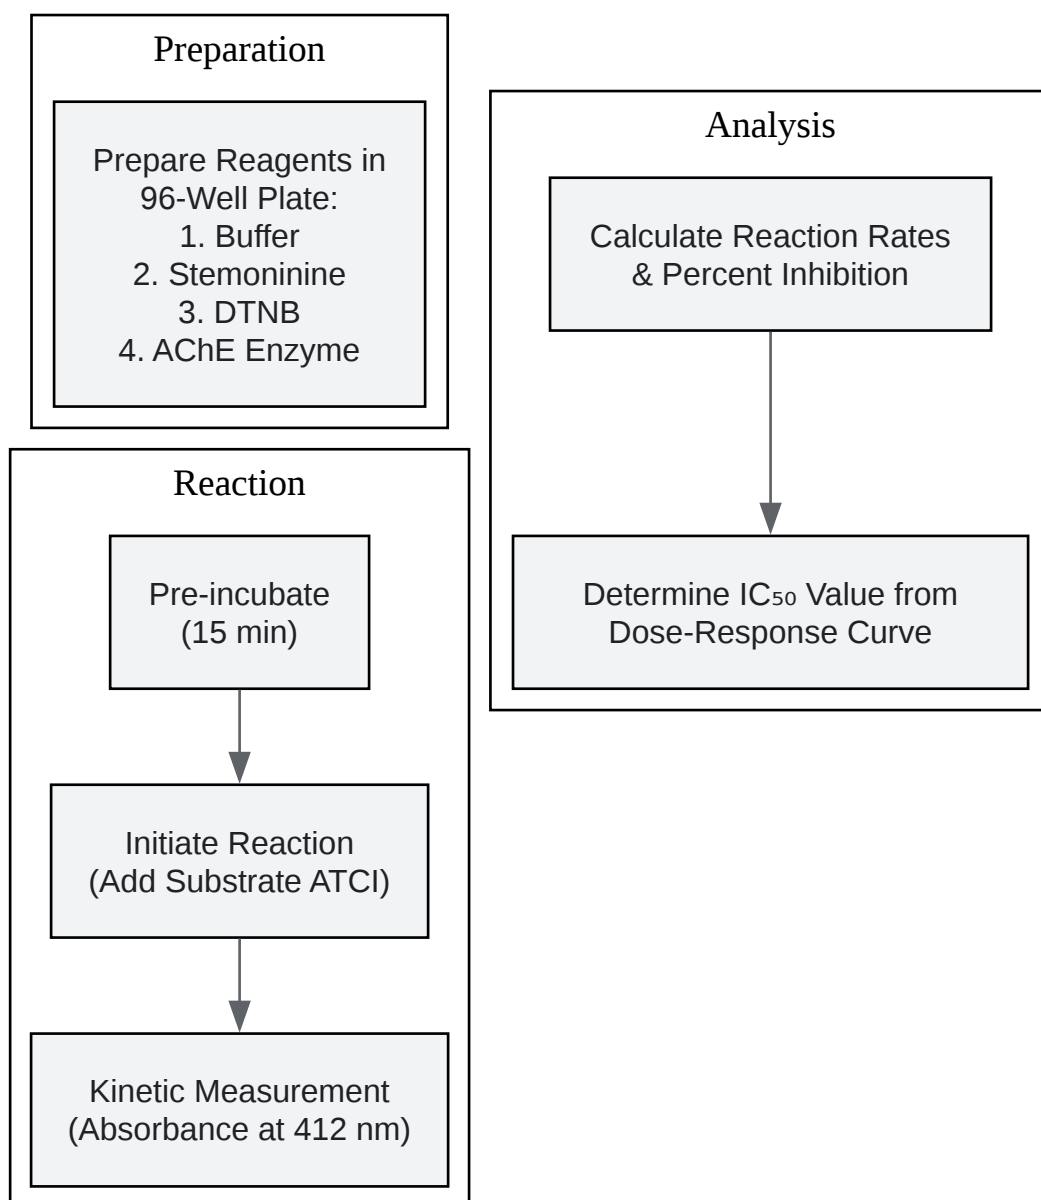 Preparation
Prepare Reagents in
96-Well Plate:
1. Buffer
2. Stemoninine
3. DTNB
4. AChE Enzyme
Reaction
Pre-incubate
(15 min)
Initiate Reaction
(Add Substrate ATCI)
Kinetic Measurement
(Absorbance at 412 nm)
Analysis
Calculate Reaction Rates
& Percent Inhibition
Determine IC₅₀ Value from
Dose-Response Curve